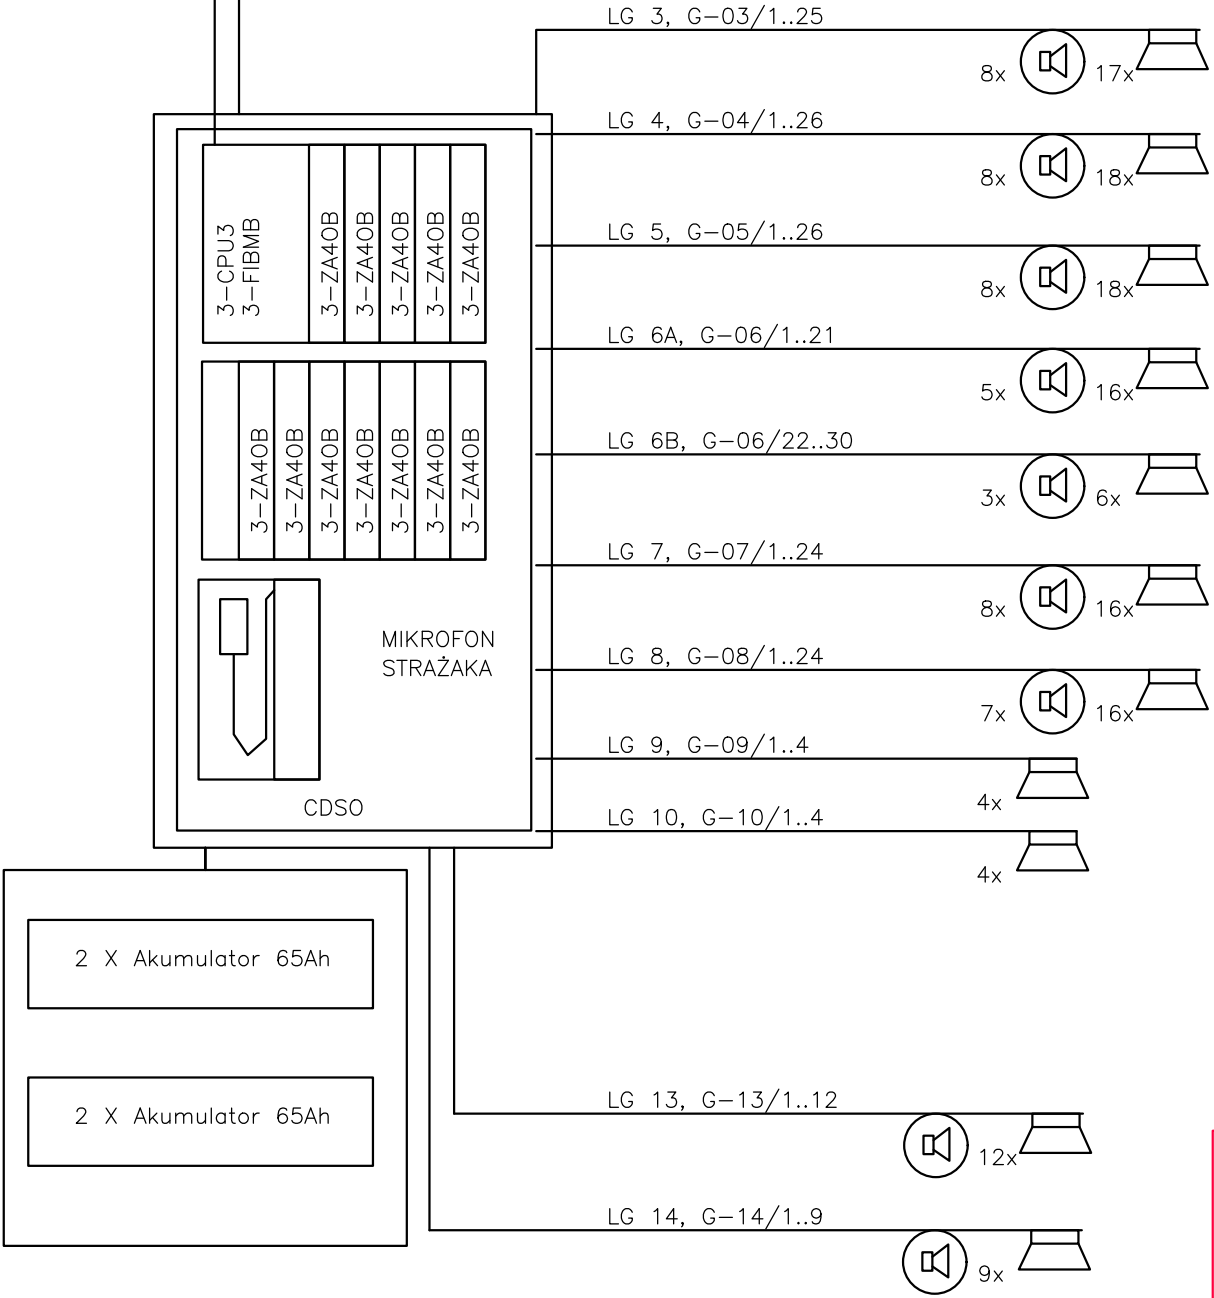 LG 3, G-03/1..25
8x
17x
LG 4, G-04/1..26
8x
18x
LG 5, G-05/1..26
8x
18x
LG 6A, G-06/1..21
5x
16x
LG 6B, G-06/22..30
3x
6x
LG 7, G-07/1..24
8x
16x
LG 8, G-08/1..24
7x
16x
LG 9, G-09/1..4
4x
LG 10, G-10/1..4
4x
3-CPU3
3-FIBMB
3-ZA40B
3-ZA40B
3-ZA40B
3-ZA40B
3-ZA40B
3-ZA40B
3-ZA40B
3-ZA40B
3-ZA40B
3-ZA40B
3-ZA40B
3-ZA40B
MIKROFON
STRAŻAKA
CDSO
2 X Akumulator 65Ah
2 X Akumulator 65Ah
LG 13, G-13/1..12
12x
LG 14, G-14/1..9
9x